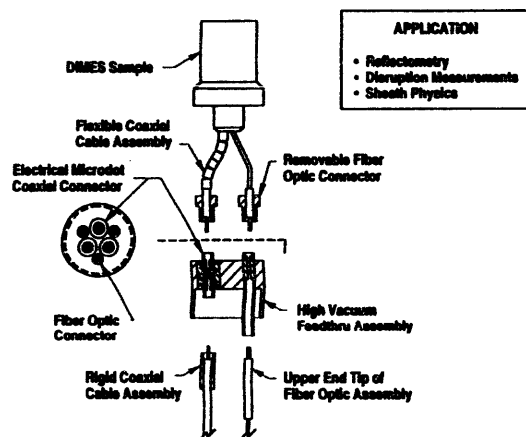 APPLICATION
• Reflectometry
• Disruption Measurements
• Sheath Physics
DIMES Sample
Flexible Coaxial
Cable Assembly
Electrical Microdot
Coaxial Connector
Removable Fiber
Optic Connector
Fiber Optic
Connector
High Vacuum
Feedthru Assembly
Rigid Coaxial
Cable Assembly
Upper End Tip of
Fiber Optic Assembly